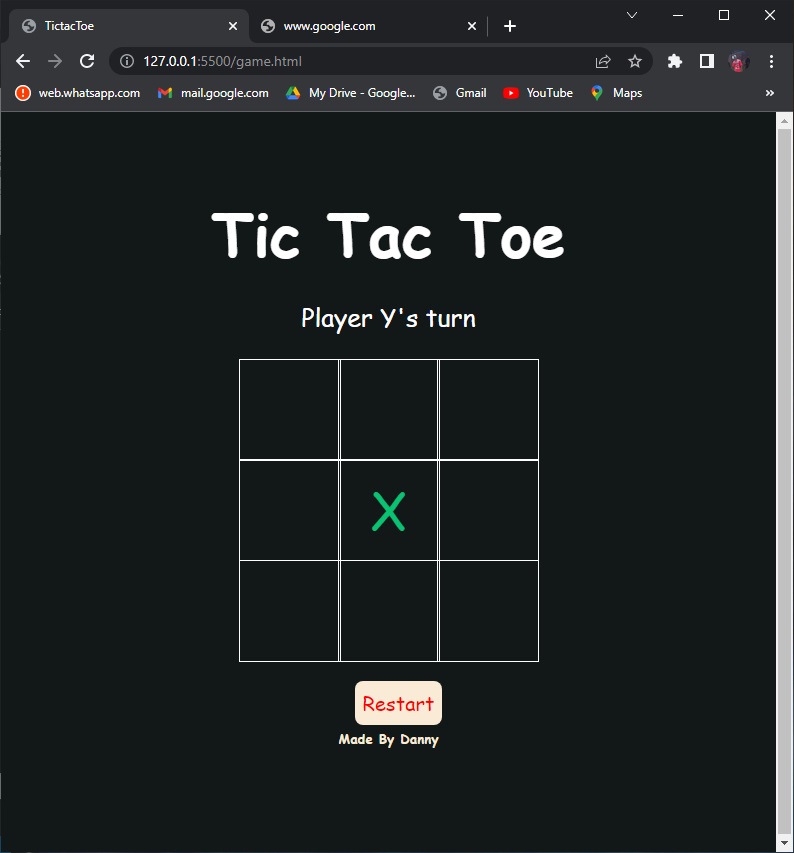 TictacToe www.google.com
127.0.0.1:5500/game.html
web.whatsapp.com mail.google.com My Drive - Google... Gmail YouTube Maps »
Tic Tac Toe
Player Y's turn
X
Restart
Made By Danny